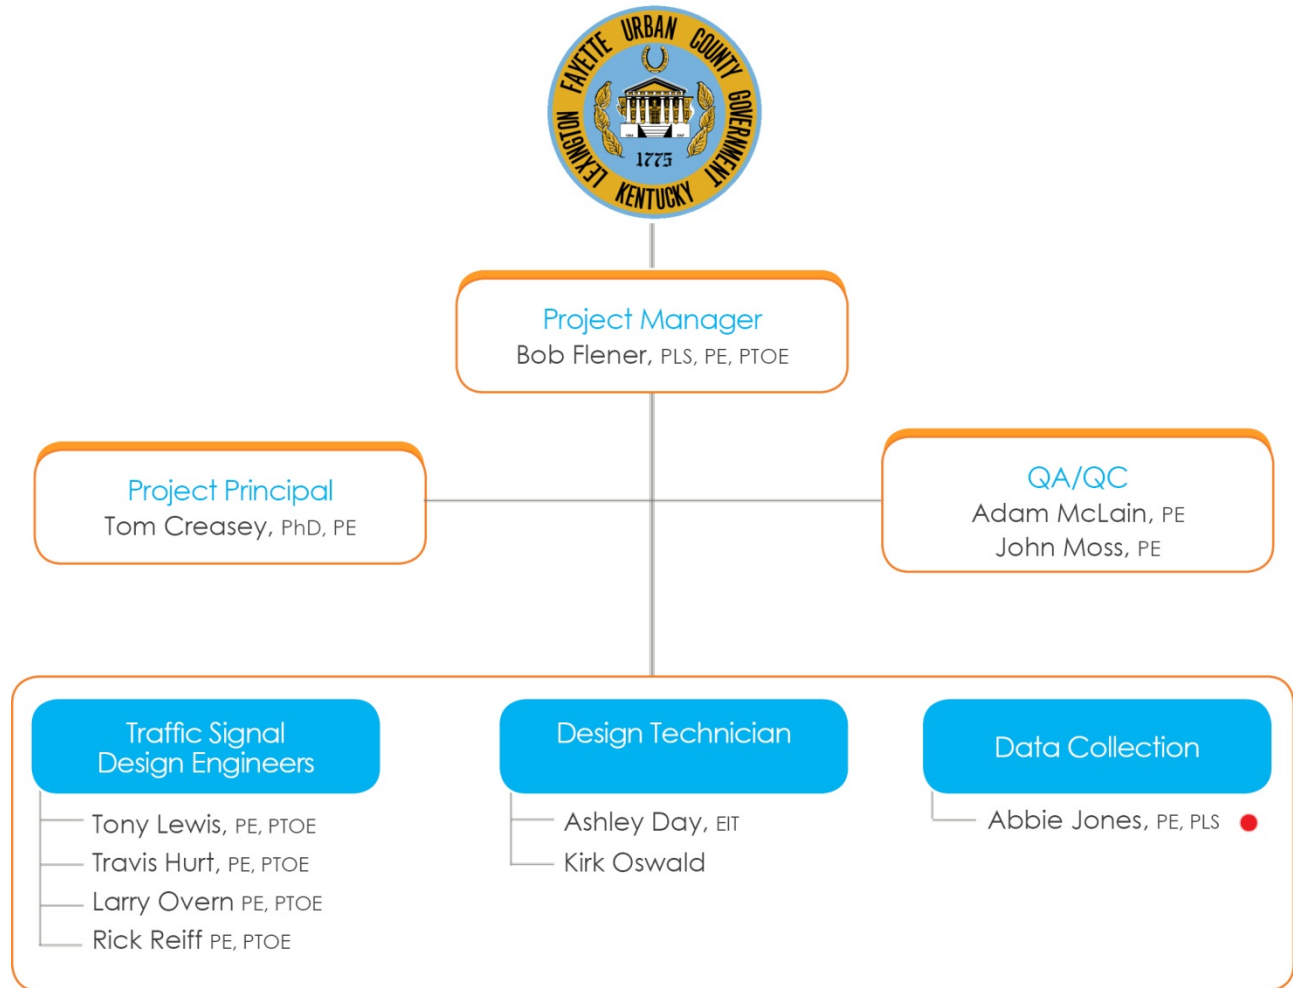 LEXINGTON FAYETTE URBAN COUNTY GOVERNMENT
1775
KENTUCKY
Project Manager
Bob Flener, PLS, PE, PTOE
Project Principal
Tom Creasey, PhD, PE
QA/QC
Adam McLain, PE
John Moss, PE
Traffic Signal
Design Engineers
Tony Lewis, PE, PTOE
Travis Hurt, PE, PTOE
Larry Overn PE, PTOE
Rick Reiff PE, PTOE
Design Technician
Ashley Day, EIT
Kirk Oswald
Data Collection
Abbie Jones, PE, PLS